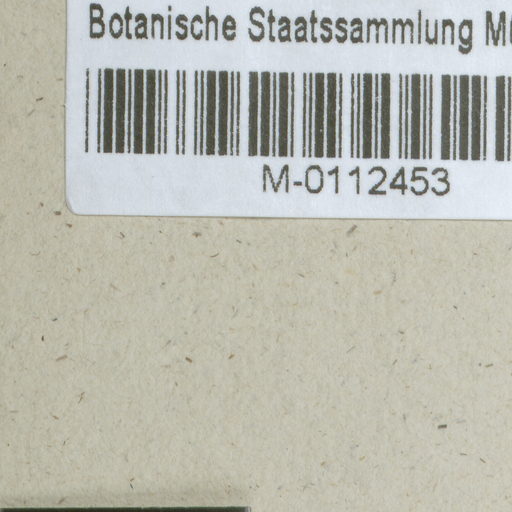 Botanische Staatssammlung
M-0112453